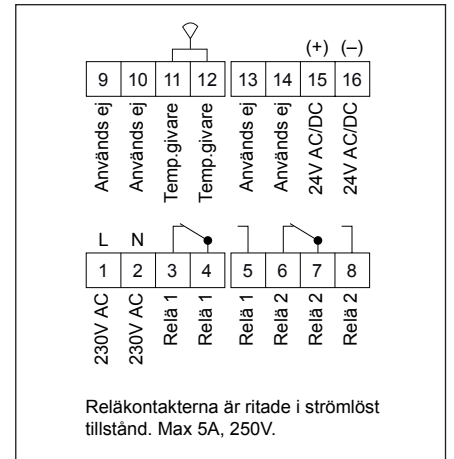 (+) (–)
9 10 11 12 13 14 15 16
Används ej Används ej Temp.givare Temp.givare Används ej Används ej 24V AC/DC 24V AC/DC
L N
1 2 3 4 5 6 7 8
230V AC 230V AC Relä 1 Relä 1 Relä 1 Relä 2 Relä 2 Relä 2
Reläkontakterna är ritade i strömlöst
tillstånd. Max 5A, 250V.